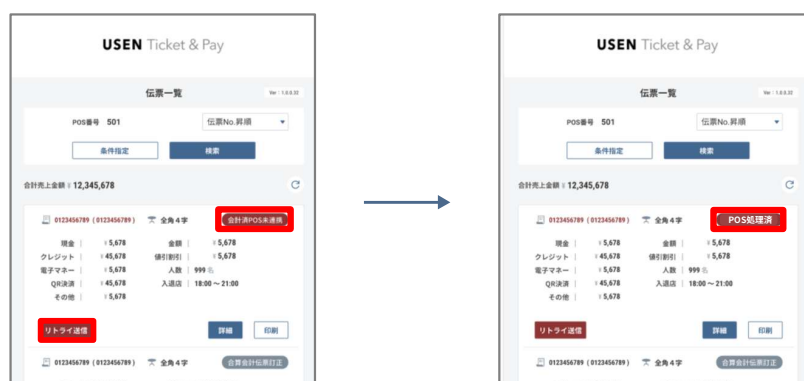 USEN Ticket & Pay
伝票一覧 Ver : 1.0.0.32
POS番号 501 伝票No.昇順
条件指定 検索
合計売上金額 ¥ 12,345,678
0123456789 ( 0123456789 ) 全角4字 会計済POS未連携
現金 ¥ 5,678 金額 ¥ 5,678
クレジット ¥ 45,678 値引割引 ¥ 5,678
電子マネー ¥ 5,678 人数 999 名
QR決済 ¥ 45,678 入退店 18:00 ～ 21:00
その他 ¥ 5,678
リトライ送信 詳細 印刷
0123456789 ( 0123456789 ) 全角4字 合算会計伝票訂正
USEN Ticket & Pay
伝票一覧 Ver : 1.0.0.32
POS番号 501 伝票No.昇順
条件指定 検索
合計売上金額 ¥ 12,345,678
0123456789 ( 0123456789 ) 全角4字 POS処理済
現金 ¥ 5,678 金額 ¥ 5,678
クレジット ¥ 45,678 値引割引 ¥ 5,678
電子マネー ¥ 5,678 人数 999 名
QR決済 ¥ 45,678 入退店 18:00 ～ 21:00
その他 ¥ 5,678
リトライ送信 詳細 印刷
0123456789 ( 0123456789 ) 全角4字 合算会計伝票訂正